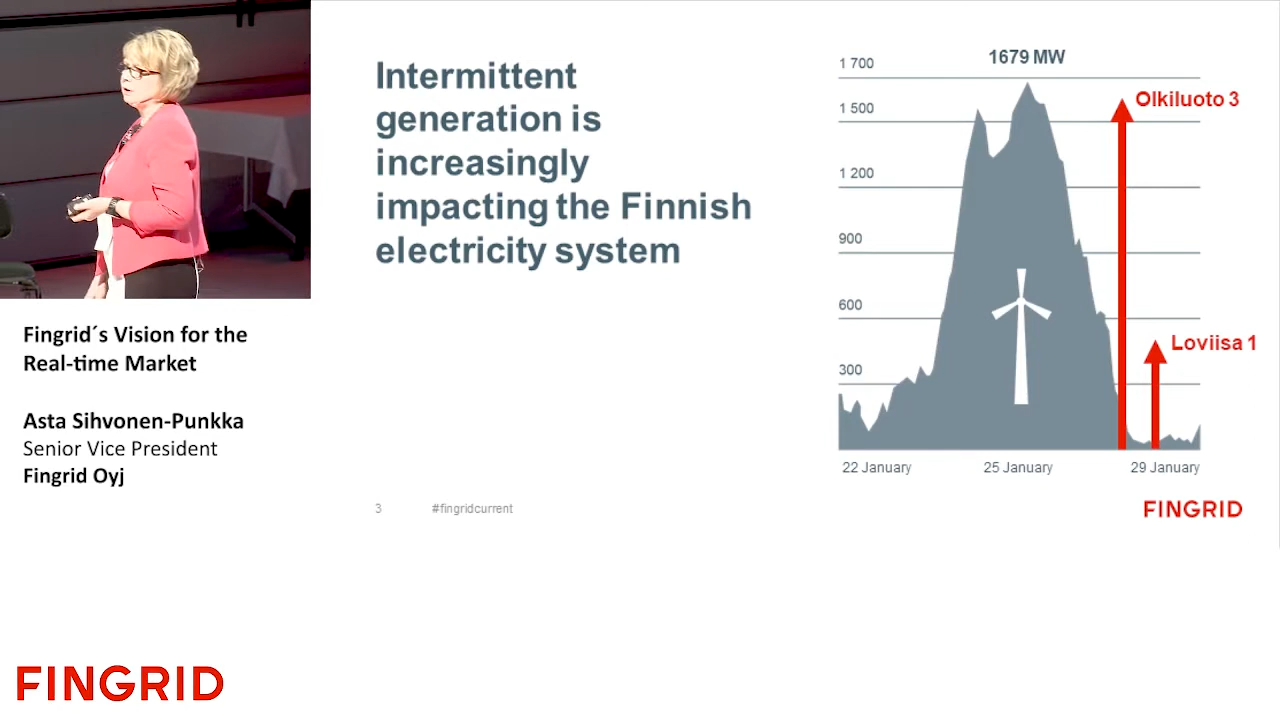 Intermittent
generation is
increasingly
impacting the Finnish
electricity system
1679 MW
1 700
1 500
1 200
900
600
300
Olkiluoto 3
Loviisa 1
22 January
25 January
29 January
3
#fingridcurrent
FINGRID
Fingrid´s Vision for the
Real-time Market
Asta Sihvonen-Punkka
Senior Vice President
Fingrid Oyj
FINGRID